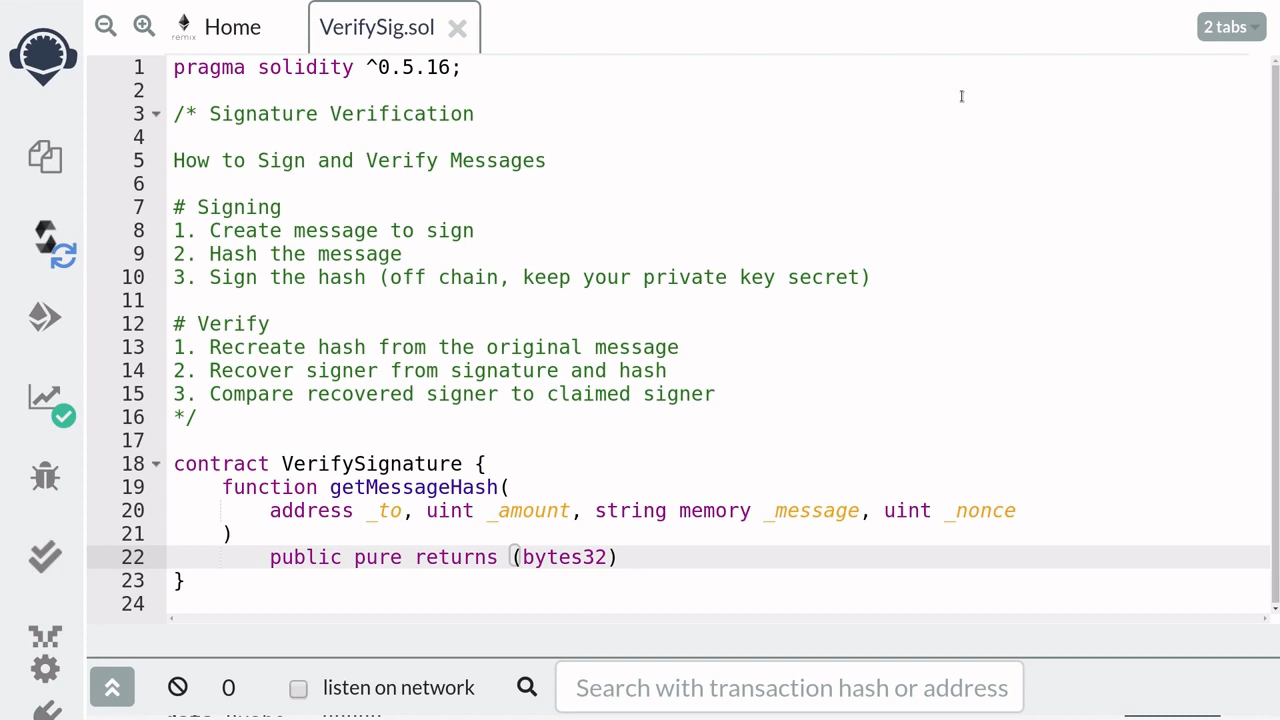 remix
Home
VerifySig.sol
2 tabs
1 pragma solidity ^0.5.16;
2
3 /* Signature Verification
4
5 How to Sign and Verify Messages
6
7 # Signing
8 1. Create message to sign
9 2. Hash the message
10 3. Sign the hash (off chain, keep your private key secret)
11
12 # Verify
13 1. Recreate hash from the original message
14 2. Recover signer from signature and hash
15 3. Compare recovered signer to claimed signer
16 */
17
18 contract VerifySignature {
19 function getMessageHash(
20 address _to, uint _amount, string memory _message, uint _nonce
21 )
22 public pure returns (bytes32)
23 }
24
0
listen on network
Search with transaction hash or address